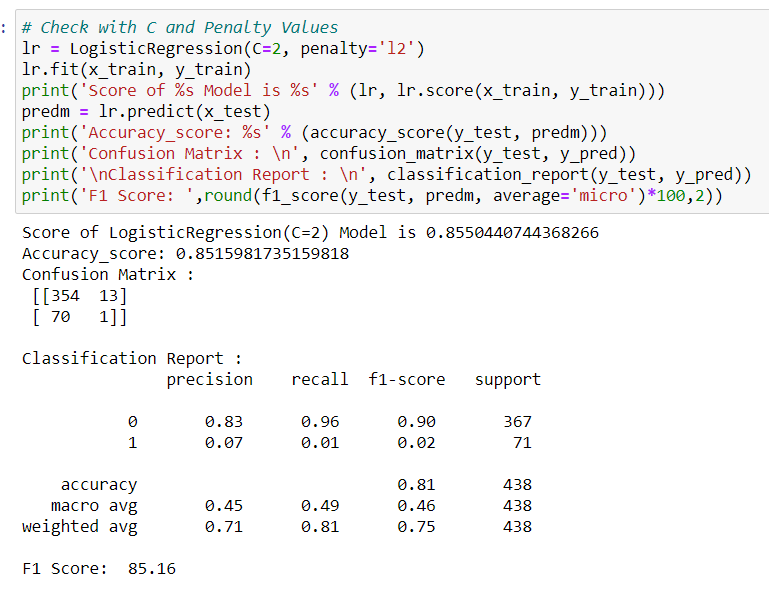 :
# Check with C and Penalty Values
lr = LogisticRegression(C=2, penalty='l2')
lr.fit(x_train, y_train)
print('Score of %s Model is %s' % (lr, lr.score(x_train, y_train)))
predm = lr.predict(x_test)
print('Accuracy_score: %s' % (accuracy_score(y_test, predm)))
print('Confusion Matrix : \n', confusion_matrix(y_test, y_pred))
print('\nClassification Report : \n', classification_report(y_test, y_pred))
print('F1 Score: ',round(f1_score(y_test, predm, average='micro')*100,2))
Score of LogisticRegression(C=2) Model is 0.8550440744368266
Accuracy_score: 0.8515981735159818
Confusion Matrix :
[[354  13]
[ 70   1]]
Classification Report :
precision    recall  f1-score   support
0       0.83      0.96      0.90       367
1       0.07      0.01      0.02        71
accuracy                           0.81       438
macro avg       0.45      0.49      0.46       438
weighted avg       0.71      0.81      0.75       438
F1 Score:  85.16